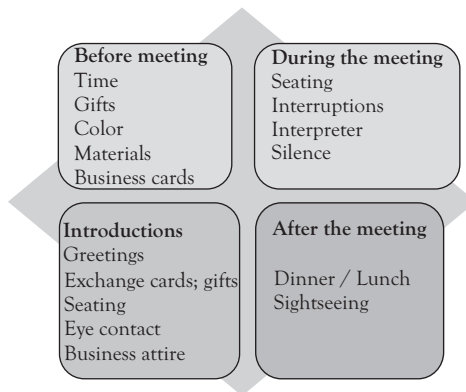 Before meeting
Time
Gifts
Color
Materials
Business cards
During the meeting
Seating
Interruptions
Interpreter
Silence
Introductions
Greetings
Exchange cards; gifts
Seating
Eye contact
Business attire
After the meeting
Dinner / Lunch
Sightseeing